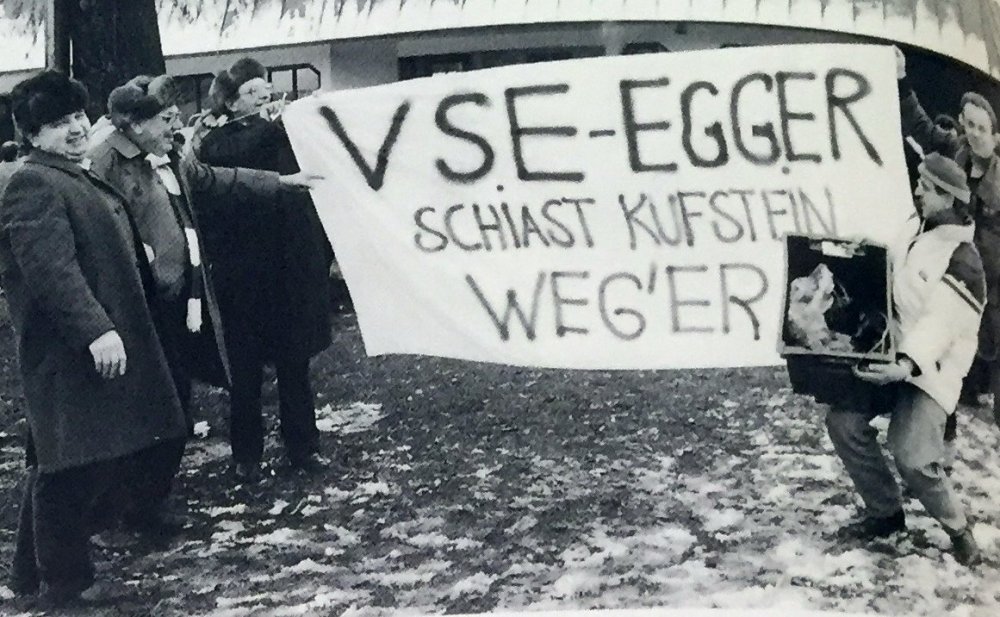 VSE-EGGER
SCHIAST KUFSTEIN
WEG'ER